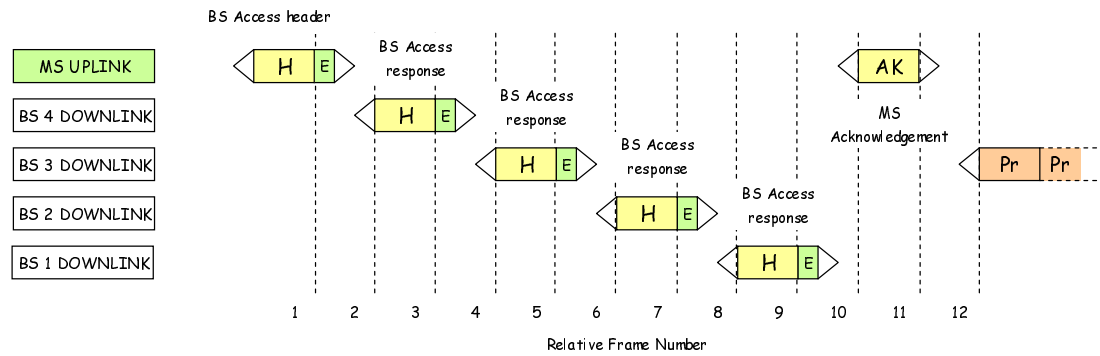 BS Access header
MS UPLINK
H
E
BS Access
response
AK
BS 4 DOWNLINK
H
E
BS Access
response
MS
Acknowledgement
BS 3 DOWNLINK
H
E
BS Access
response
Pr
Pr
BS 2 DOWNLINK
H
E
BS Access
response
BS 1 DOWNLINK
H
E
1 2 3 4 5 6 7 8 9 10 11 12
Relative Frame Number